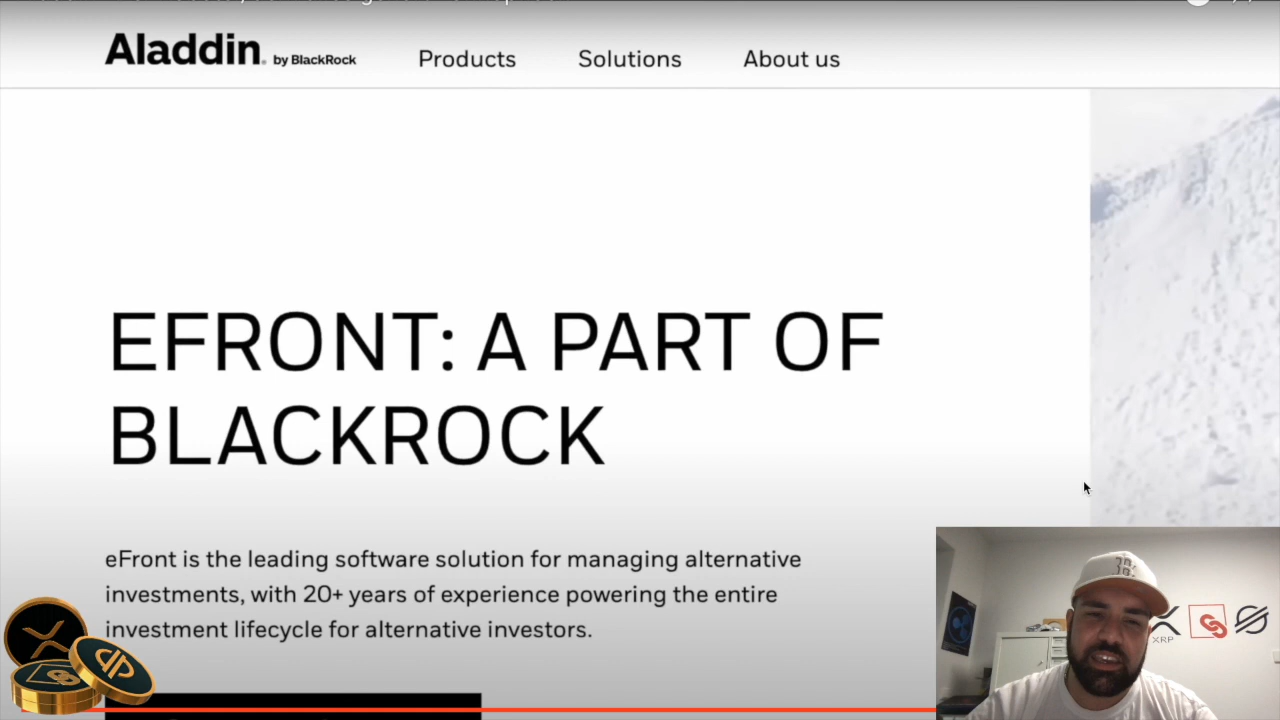 Aladdin. by BlackRock Products Solutions About us
EFRONT: A PART OF
BLACKROCK
eFront is the leading software solution for managing alternative
investments, with 20+ years of experience powering the entire
investment lifecycle for alternative investors.
XRP